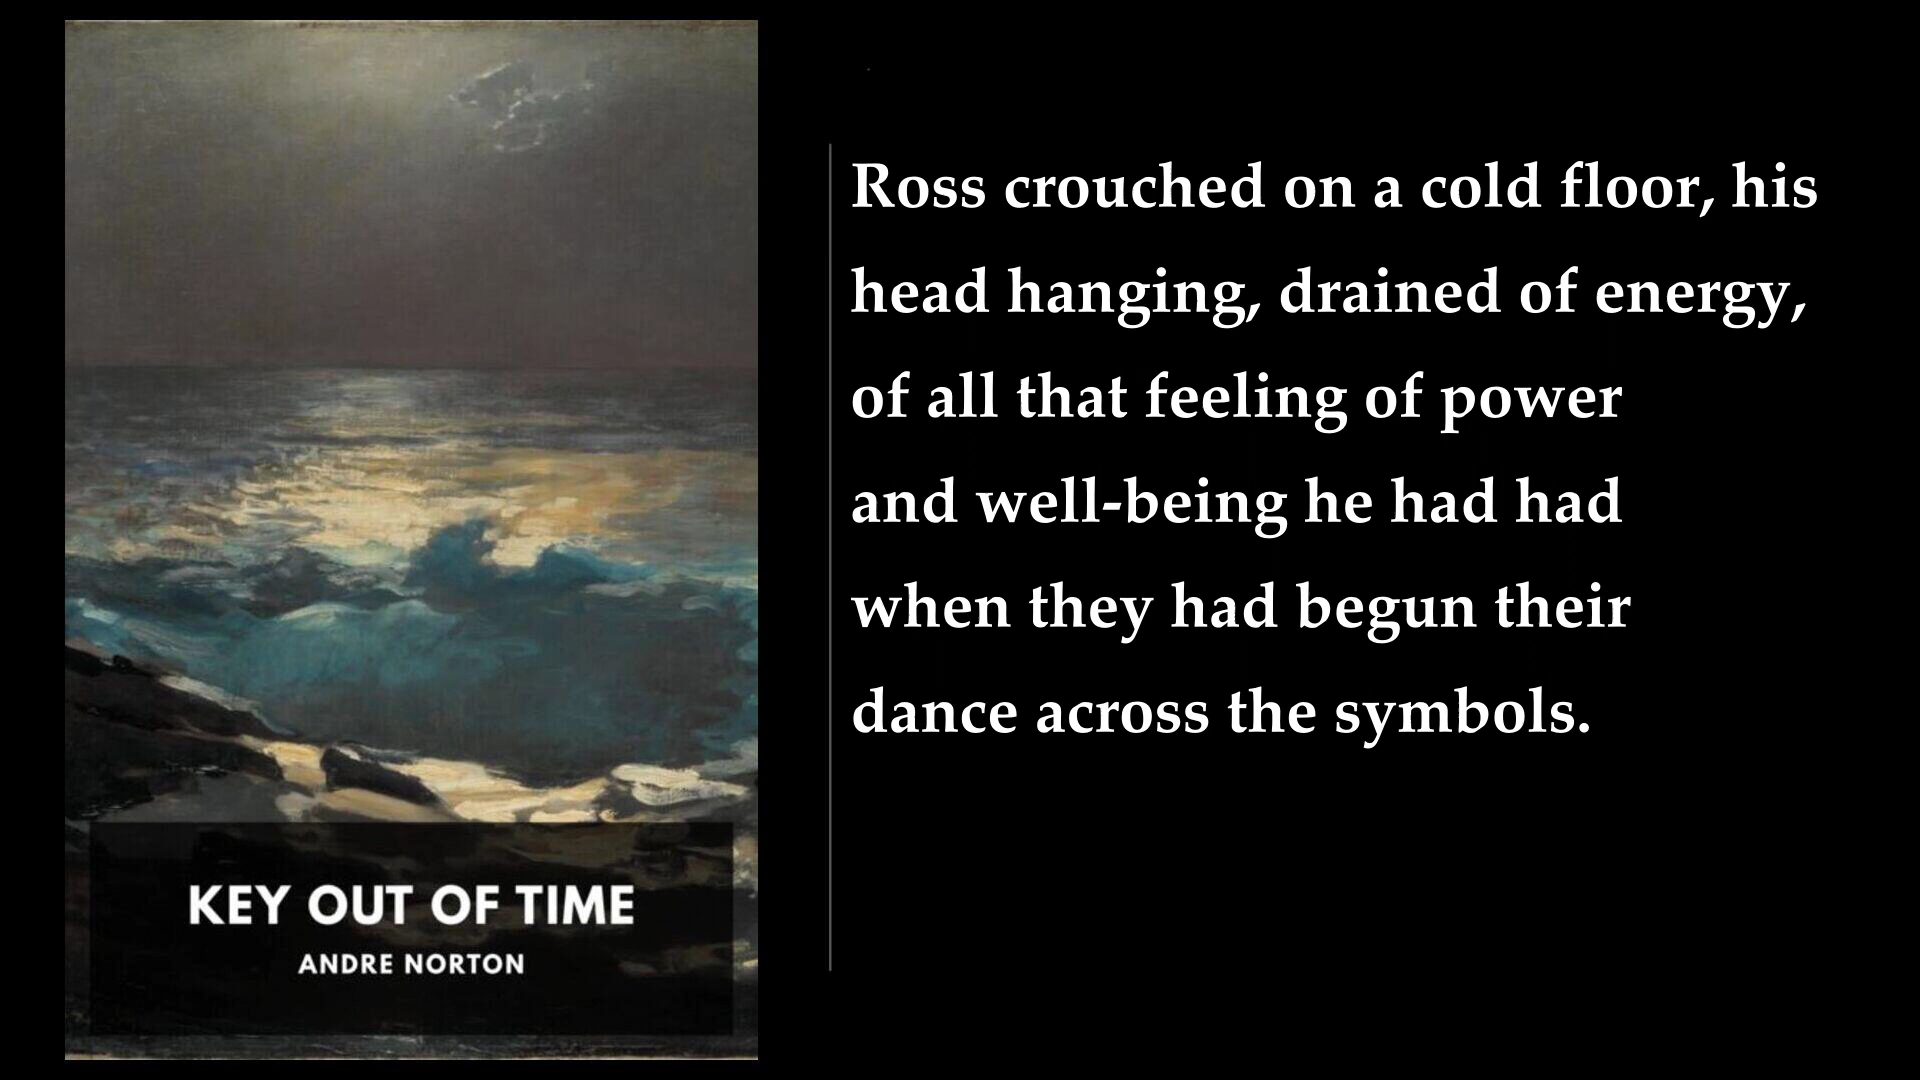 Ross crouched on a cold floor, his
head hanging, drained of energy,
of all that feeling of power
and well-being he had had
when they had begun their
dance across the symbols.
KEY OUT OF TIME
ANDRE NORTON